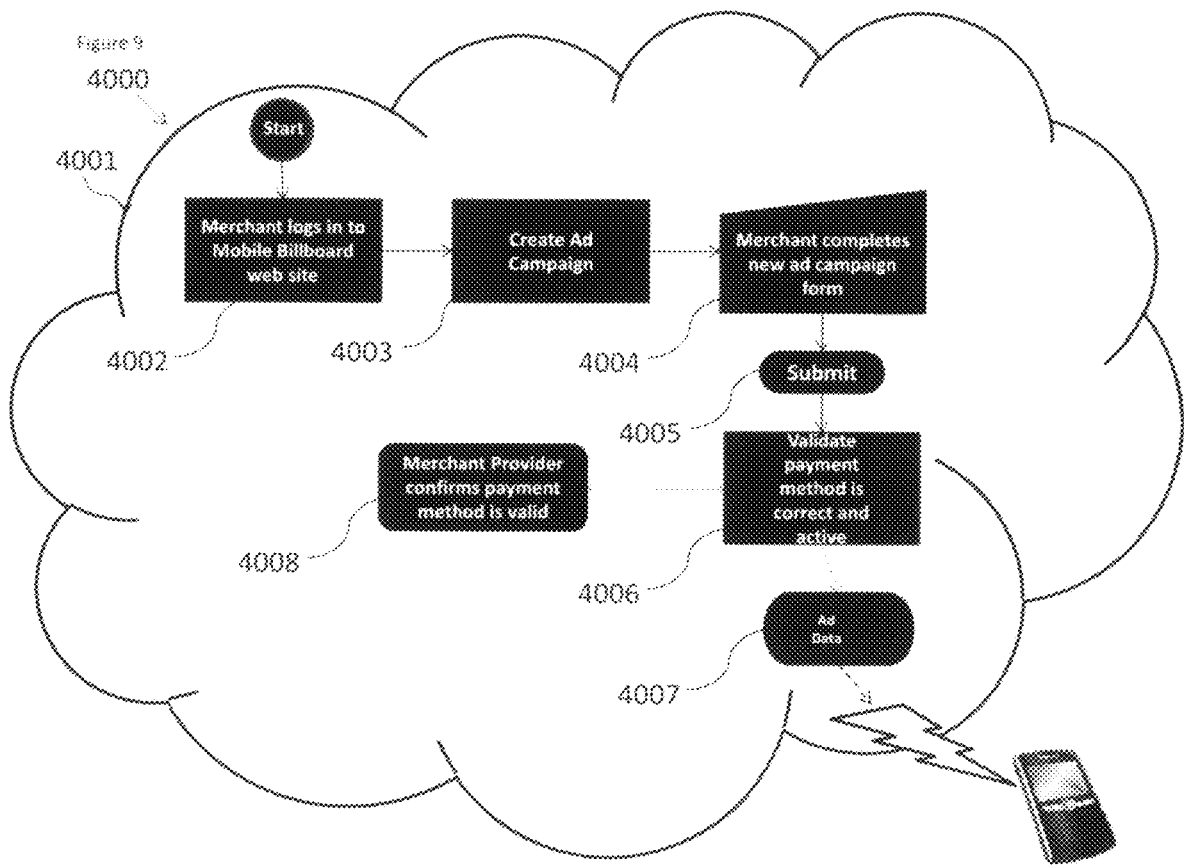 Figure 9
4000
Start
4001
Merchant logs in to
Mobile Billboard
web site
Create Ad
Campaign
Merchant completes
new ad campaign
form
4002
4003
4004
Submit
4005
Validate
payment
method is
correct and
active
Merchant Provider
confirms payment
method is valid
4008
4006
Ad
Data
4007